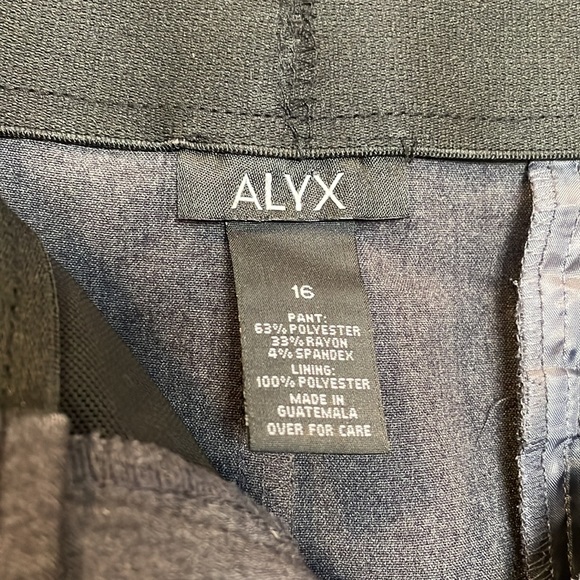 ALYX
16
PANT:
63% POLYESTER
33% RAYON
4% SPANDEX
LINING:
100% POLYESTER
MADE IN
GUATEMALA
OVER FOR CARE